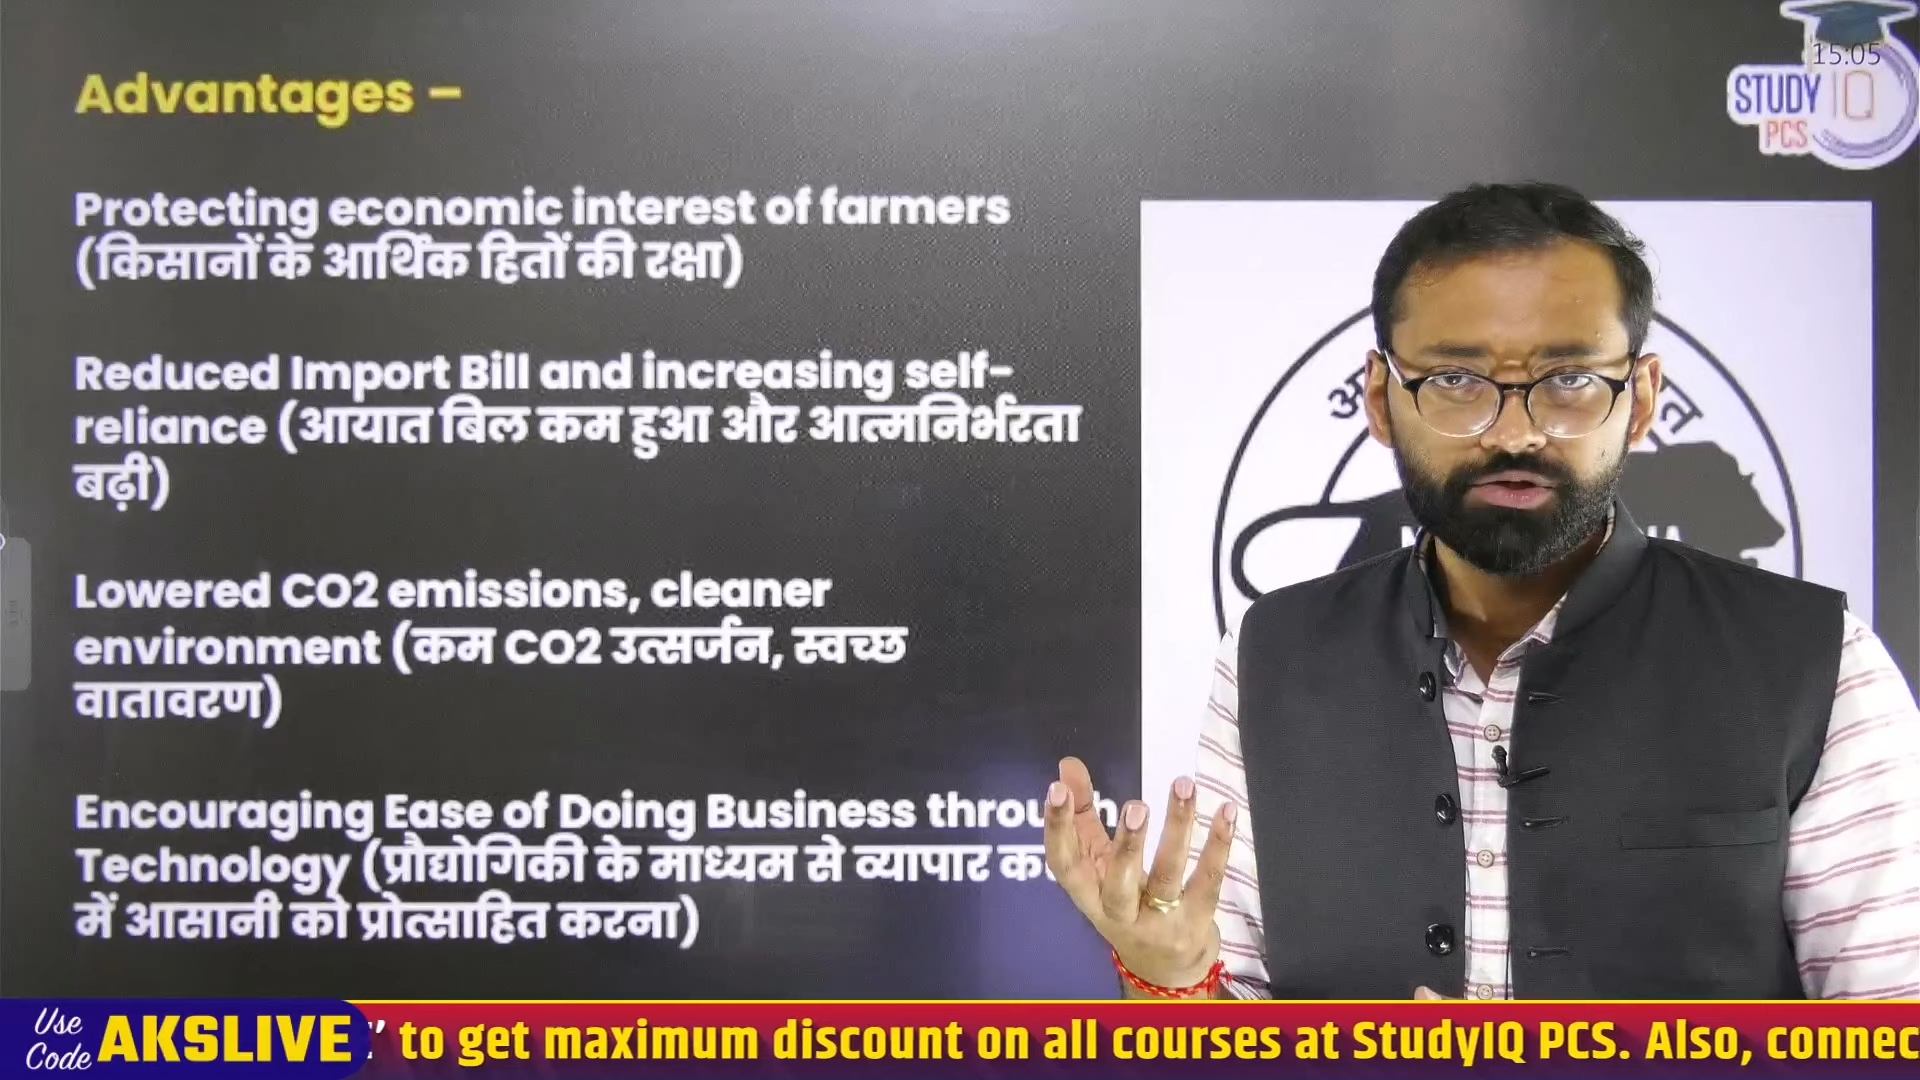 Advantages –
15:05
STUDY IQ
PCS
Protecting economic interest of farmers
(किसानों के आर्थिक हितों की रक्षा)
Reduced Import Bill and increasing self-
reliance (आयात बिल कम हुआ और आत्मनिर्भरता
बढ़ी)
Lowered CO2 emissions, cleaner
environment (कम CO2 उत्सर्जन, स्वच्छ
वातावरण)
Encouraging Ease of Doing Business through
Technology (प्रौद्योगिकी के माध्यम से व्यापार
में आसानी को प्रोत्साहित करना)
Use
Code AKSLIVE
to get maximum discount on all courses at StudyIQ PCS. Also, connec